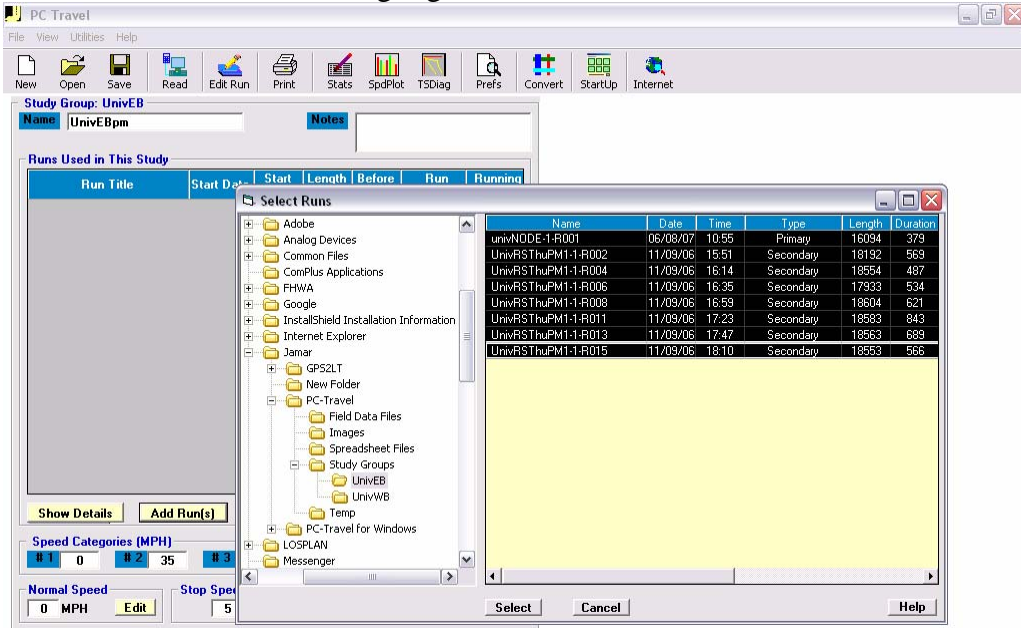 PC Travel
File View Utilities Help
New Open Save Read Edit Run Print Stats SpdPlot TSDiag Prefs Convert StartUp Internet
Study Group: UnivEB
Name UnivEBpm Notes
Runs Used in This Study
Run Title Start Date Start Length Before Run Running
Select Runs
Adobe
Analog Devices
Common Files
ComPlus Applications
FHWA
Google
InstallShield Installation Information
Internet Explorer
Jamar
GPS2LT
New Folder
PC-Travel
Field Data Files
Images
Spreadsheet Files
Study Groups
UnivEB
UnivWB
Temp
PC-Travel for Windows
LOSPLAN
Messenger
Name Date Time Type Length Duration
univNODE-1-R001 06/08/07 10:55 Primary 16094 379
UnivRSThuPM1-1-R002 11/09/06 15:51 Secondary 18192 569
UnivRSThuPM1-1-R004 11/09/06 16:14 Secondary 18554 487
UnivRSThuPM1-1-R006 11/09/06 16:35 Secondary 17933 534
UnivRSThuPM1-1-R008 11/09/06 16:59 Secondary 18604 621
UnivRSThuPM1-1-R011 11/09/06 17:23 Secondary 18583 843
UnivRSThuPM1-1-R013 11/09/06 17:47 Secondary 18563 689
UnivRSThuPM1-1-R015 11/09/06 18:10 Secondary 18553 566
Show Details Add Run(s)
Speed Categories (MPH)
# 1 0 # 2 35 # 3
Normal Speed Stop Spee
0 MPH Edit 5
Select Cancel Help